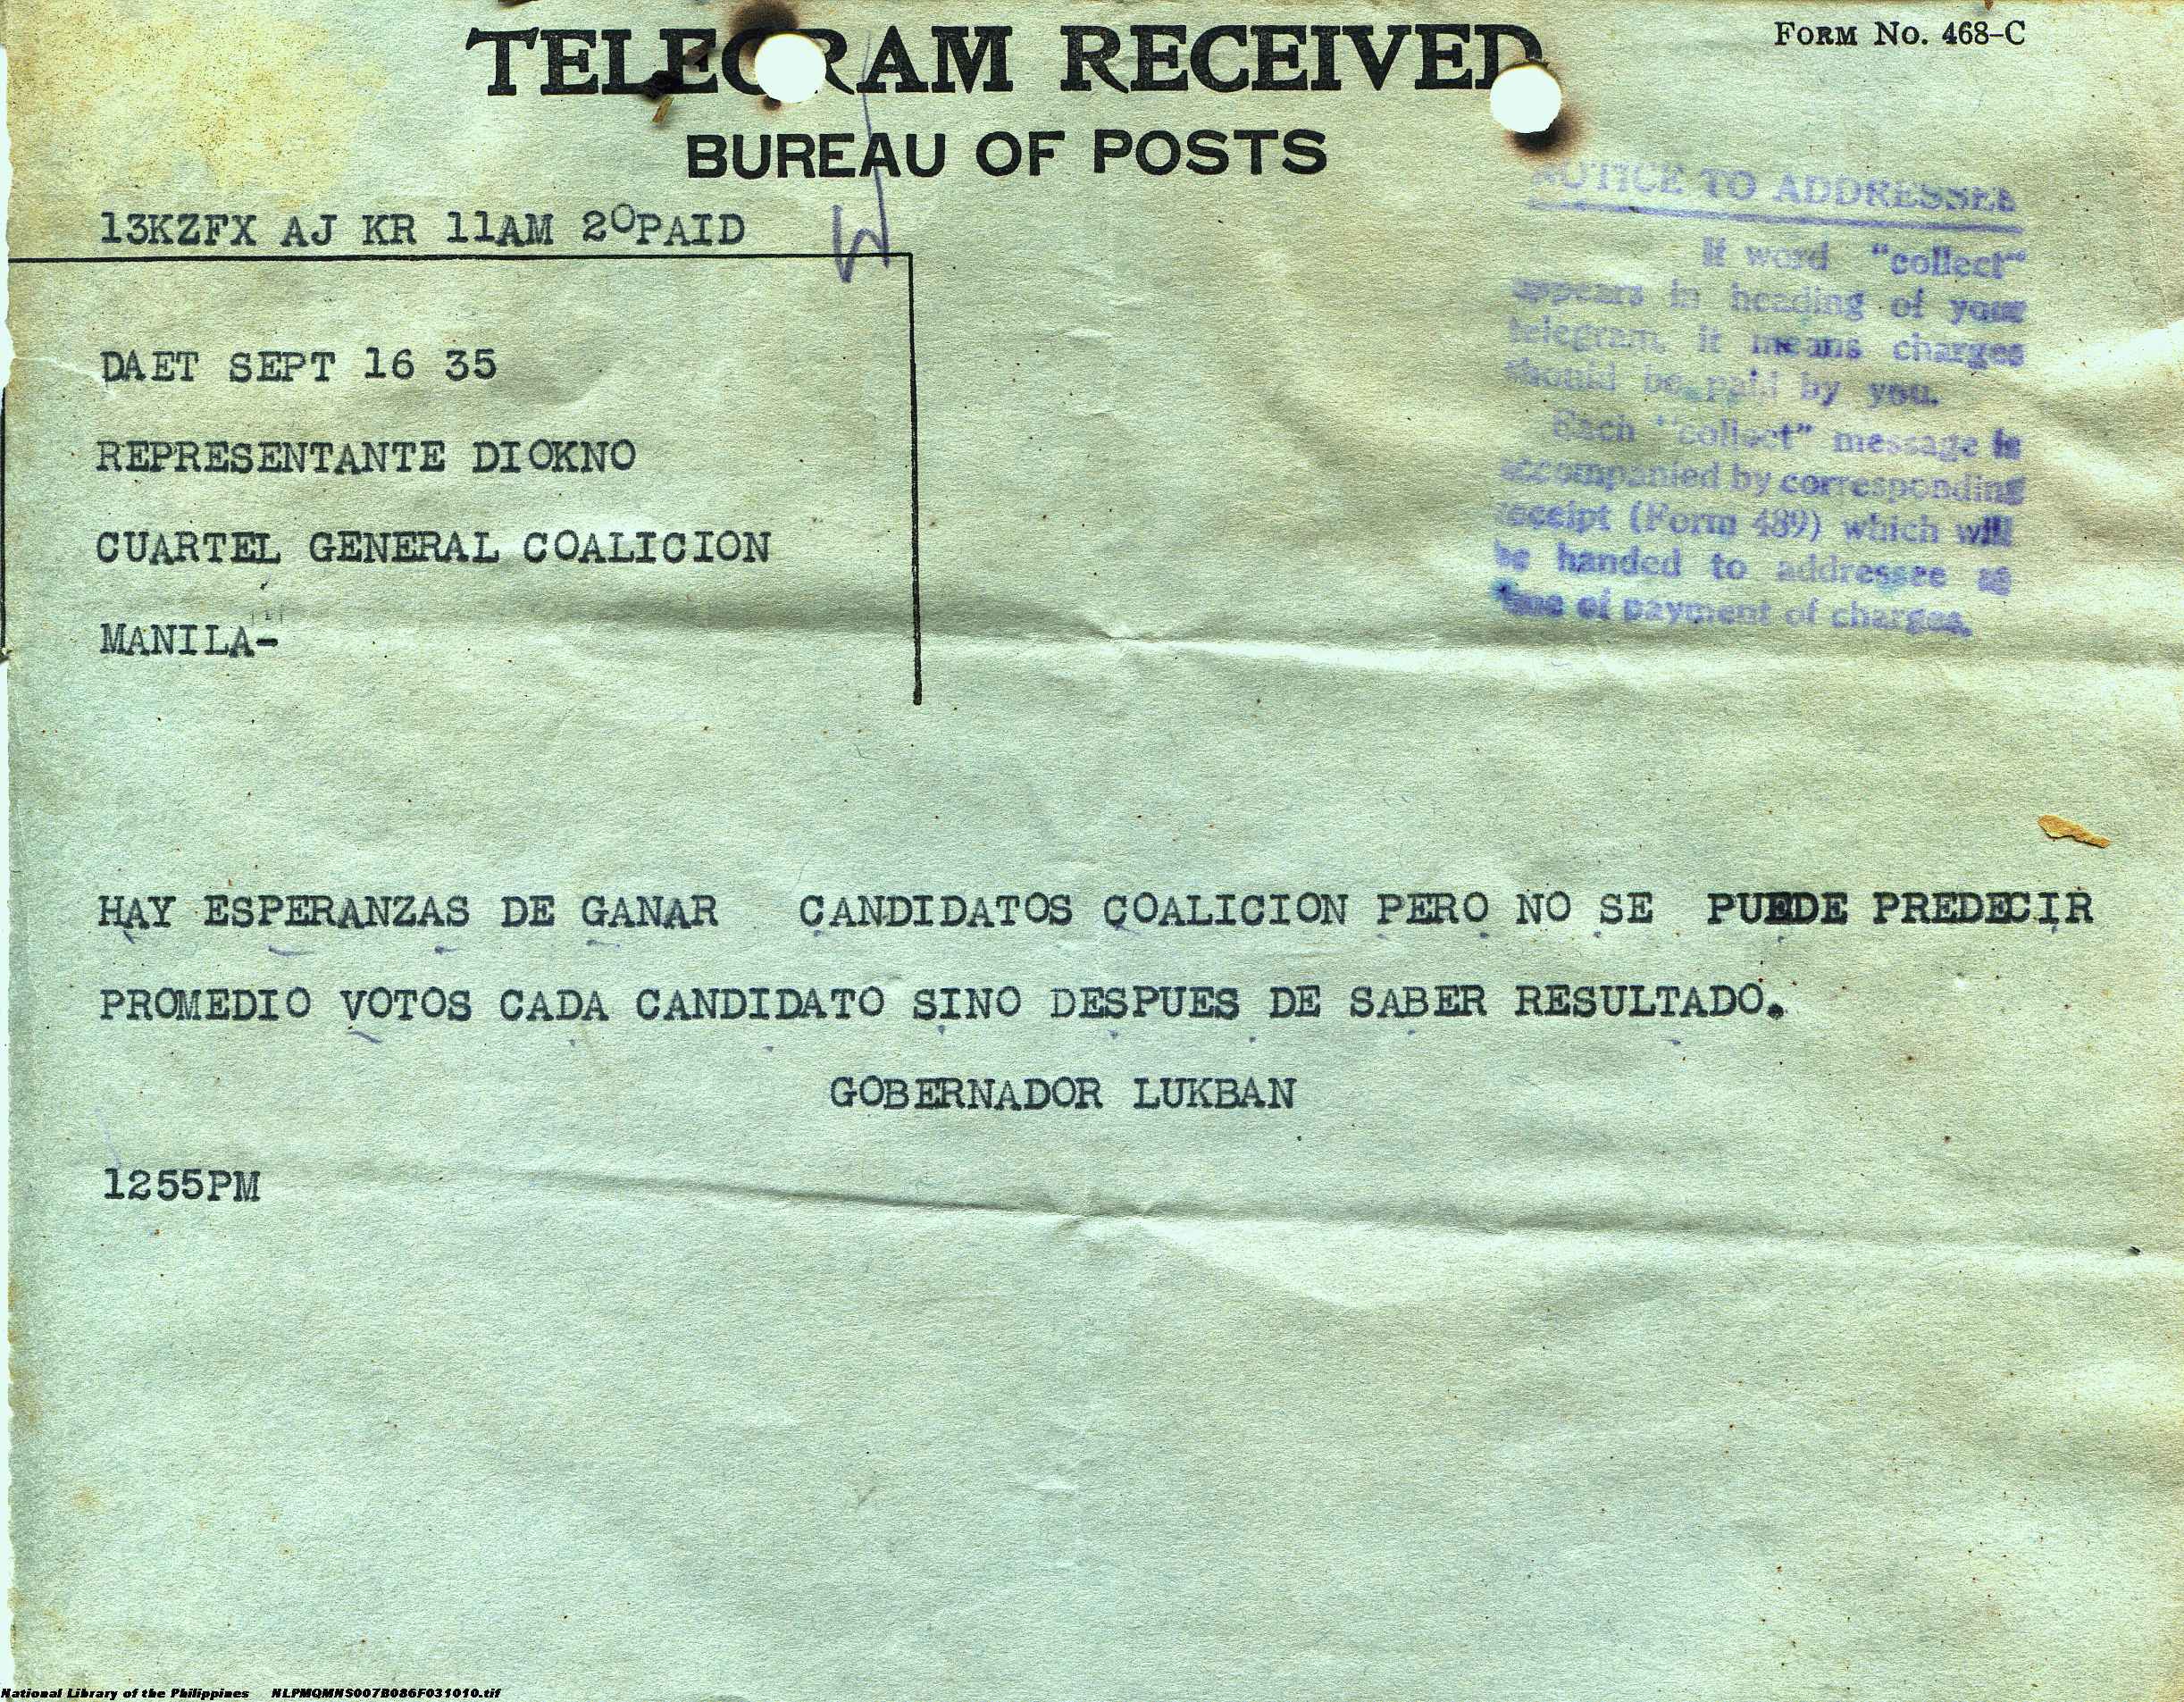 FORM NO. 468-C
TELEGRAM RECEIVED
BUREAU OF POSTS
13KZFX AJ KR 11AM 20PAID
NOTICE TO ADDRESSEE
If word "collect"
appears in heading of your
telegram, it means charges
should be paid by you.
Each "collect" message is
accompanied by corresponding
receipt (Form 489) which will
be handed to addressee as
time of payment of charges.
DAET SEPT 16 35
REPRESENTANTE DIOKNO
CUARTEL GENERAL COALICION
MANILA-
HAY ESPERANZAS DE GANAR CANDIDATOS COALICION PERO NO SE PUEDE PREDECIR
PROMEDIO VOTOS CADA CANDIDATO SINO DESPUES DE SABER RESULTADO.
GOBERNADOR LUKBAN
1255PM
National Library of the Philippines NLPMQMNS007B086F031010.tif